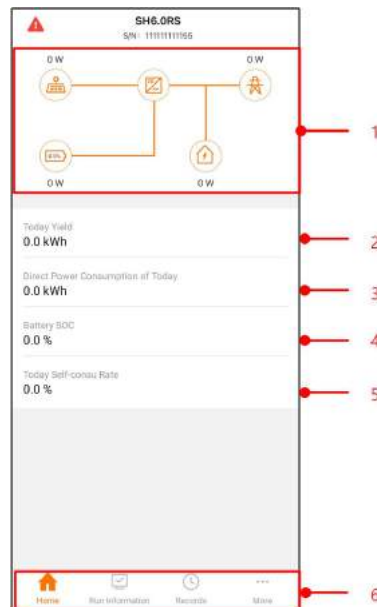 SH6.0RS
S/N: 111111111166
0 W
0 W
0 W
0 W
1
Today Yield
0.0 kWh
2
Direct Power Consumption of Today
0.0 kWh
3
Battery SOC
0.0 %
4
Today Self-consu Rate
0.0 %
5
Home
Run Information
Records
More
6